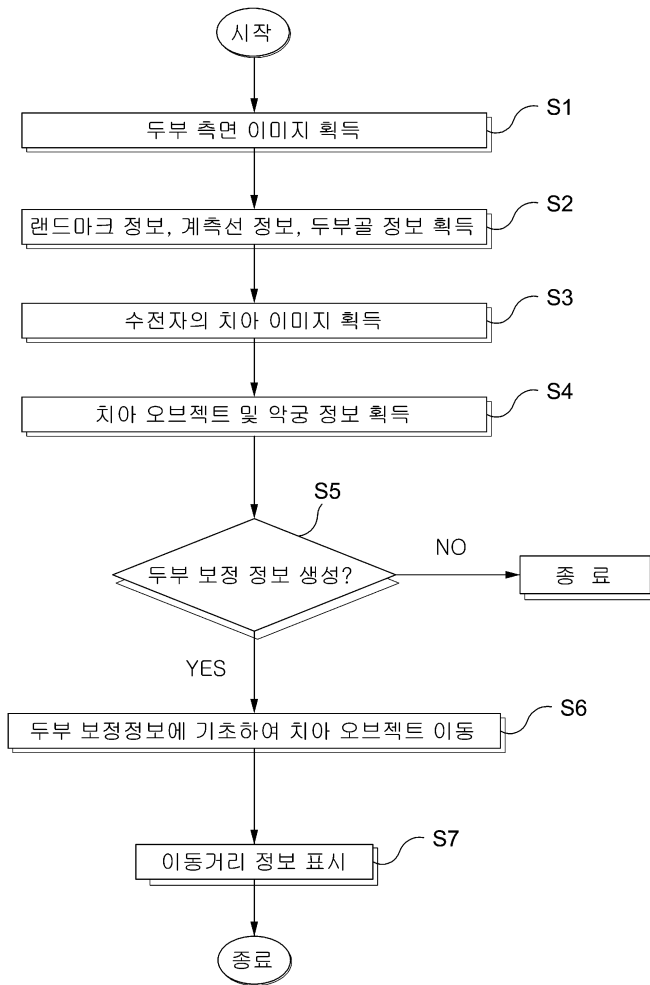 시작
S1
두부 측면 이미지 획득
S2
랜드마크 정보, 계측선 정보, 두부골 정보 획득
S3
수전자의 치아 이미지 획득
S4
치아 오브젝트 및 악궁 정보 획득
S5
두부 보정 정보 생성?
NO
종 료
YES
S6
두부 보정정보에 기초하여 치아 오브젝트 이동
S7
이동거리 정보 표시
종료